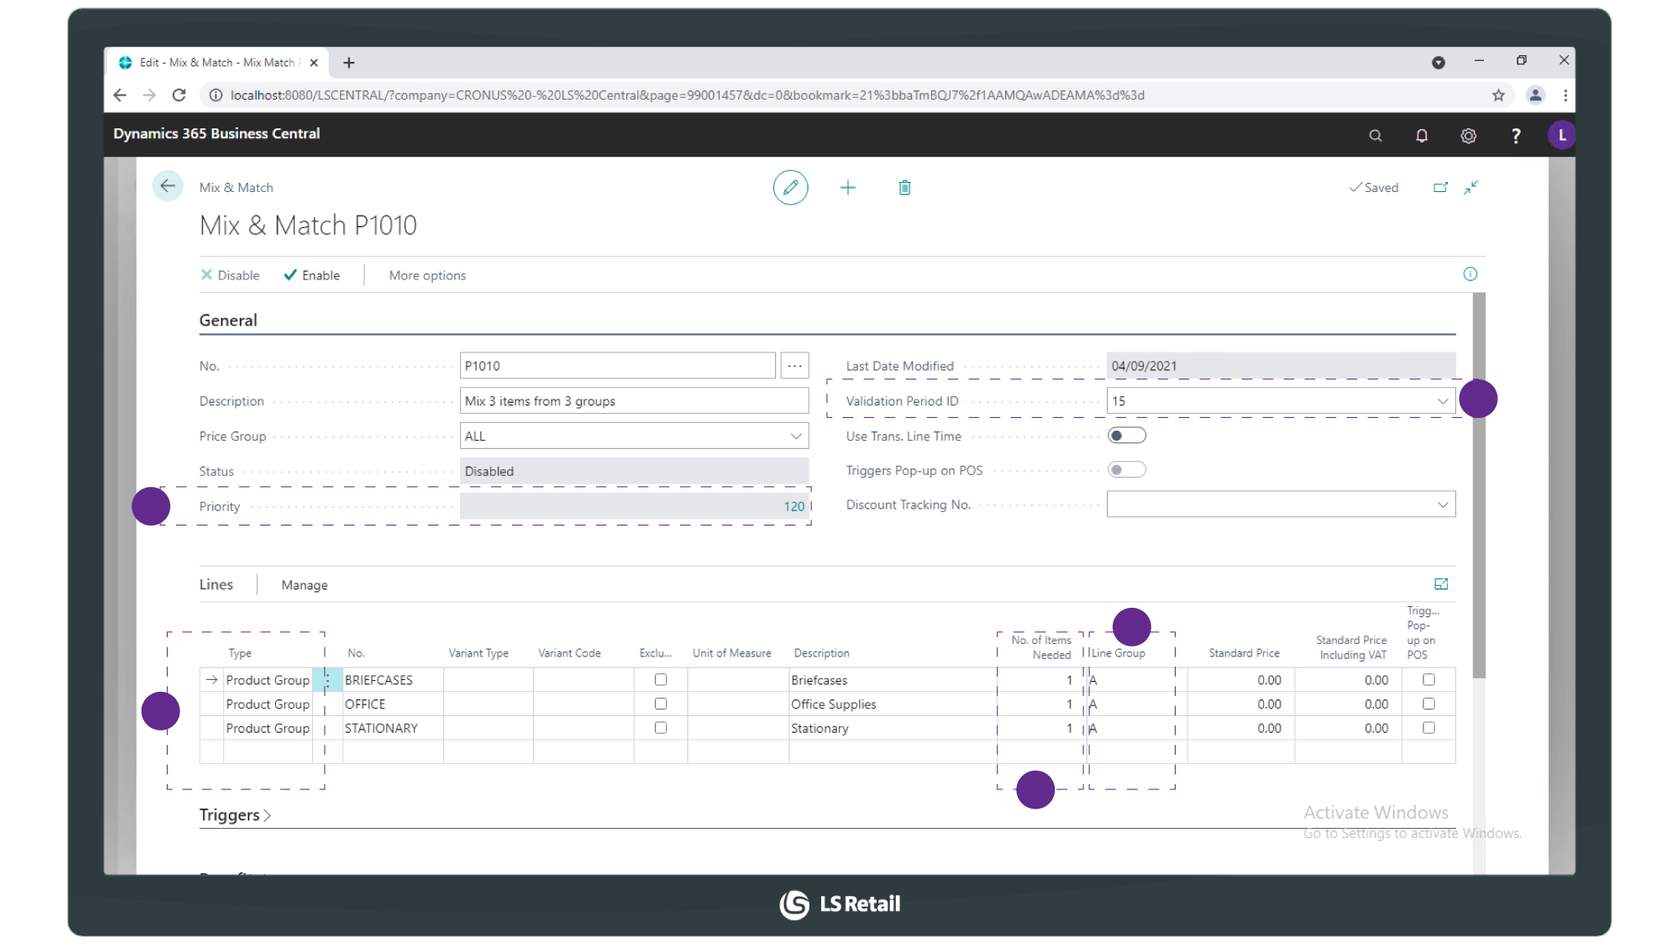 Edit - Mix & Match - Mix Match
localhost:8080/LSCENTRAL/?company=CRONUS%20-%20LS%20Central&page=99001457&dc=0&bookmark=21%3bbaTmBQJ7%2f1AAMQAwADEAMA%3d%3d
Dynamics 365 Business Central
? L
Mix & Match
Saved
Mix & Match P1010
Disable Enable More options
General
No. P1010 ... Last Date Modified 04/09/2021
Description Mix 3 items from 3 groups Validation Period ID 15
Price Group ALL Use Trans. Line Time
Status Disabled Triggers Pop-up on POS
Priority 120 Discount Tracking No.
Lines Manage
Type No. Variant Type Variant Code Exclu... Unit of Measure Description No. of Items Needed Line Group Standard Price Standard Price Including VAT Trigg... Pop-up on POS
Product Group BRIEFCASES Briefcases 1 A 0.00 0.00
Product Group OFFICE Office Supplies 1 A 0.00 0.00
Product Group STATIONARY Stationary 1 A 0.00 0.00
Triggers
Activate Windows
Go to Settings to activate Windows.
LS Retail